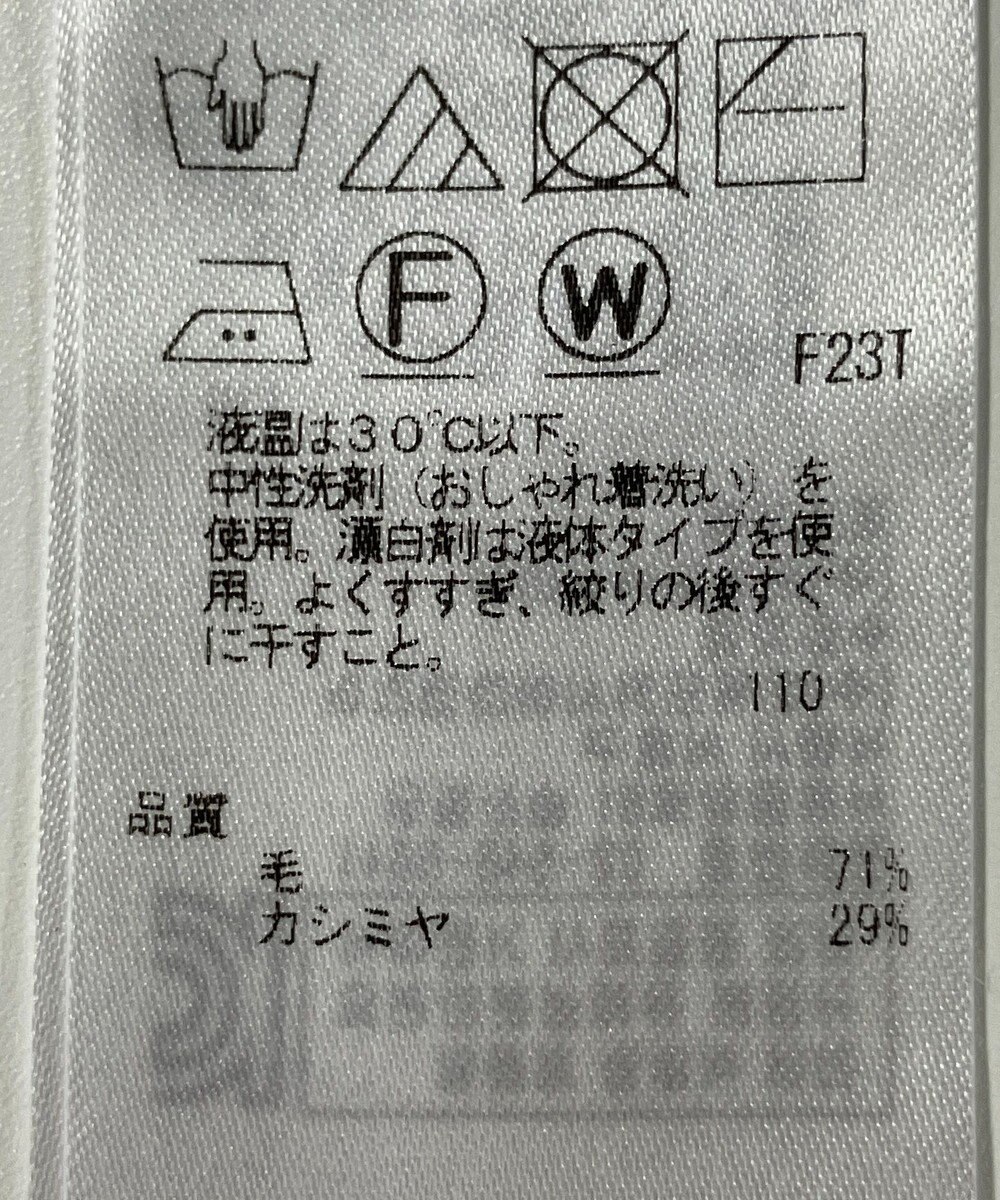 F
W
F23T
液温は30℃以下。
中性洗剤(おしゃれ着洗い)を
使用。漂白剤は液体タイプを使
用。よくすすぎ、絞りの後すぐ
に干すこと。
110
品質
毛 71%
カシミヤ 29%